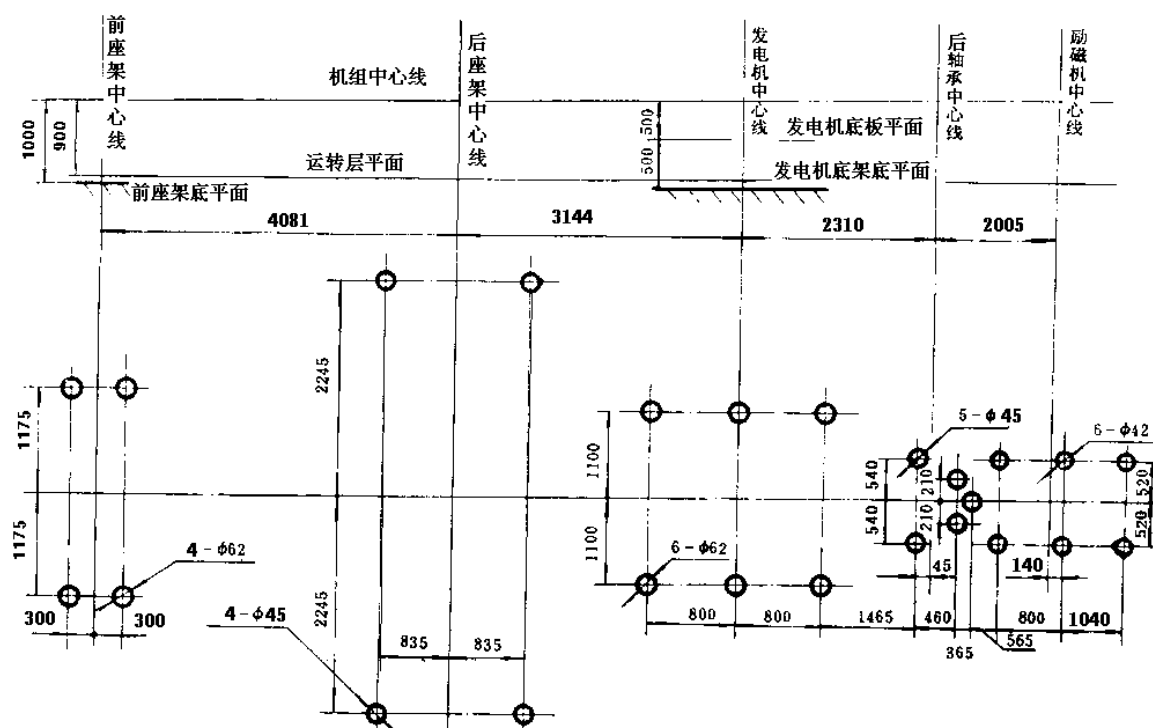 前座架中心线
后座架中心线
发电机中心线
后轴承中心线
励磁机中心线
机组中心线
1000
900
500
500
发电机底板平面
运转层平面
前座架底平面
发电机底架底平面
4081
3144
2310
2005
2245
2245
1175
1175
1100
1100
5-φ45
6-φ42
540
540
210
210
520
520
4-φ62
6-φ62
4-φ45
300
300
835
835
45
140
800
800
1465
460
365
565
800
1040